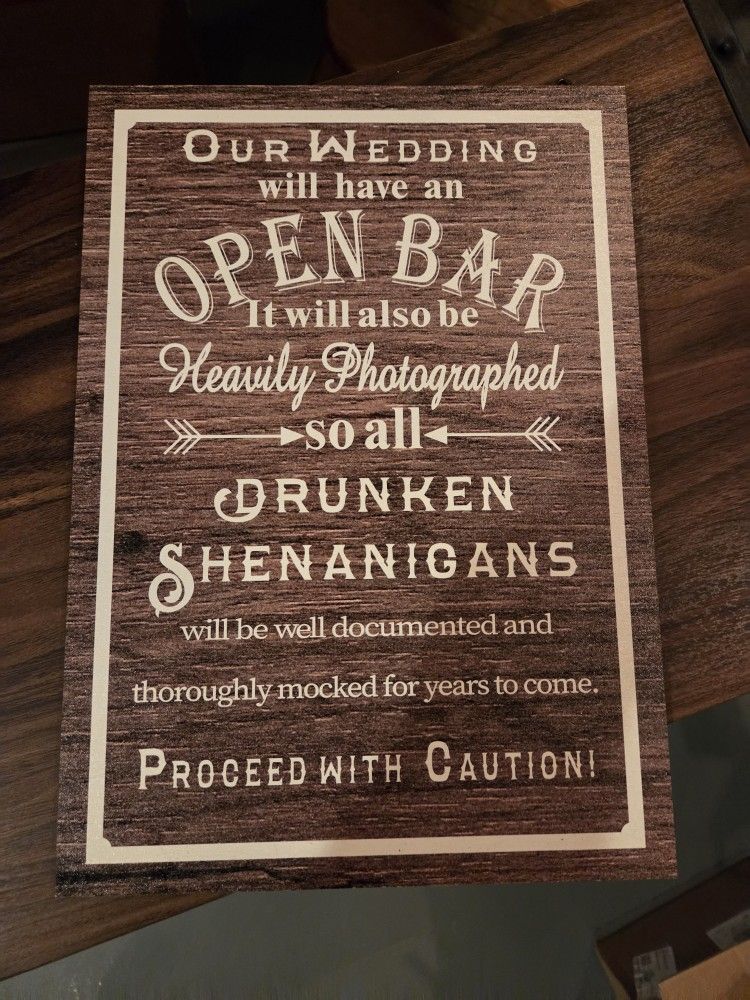 Our Wedding
will have an
OPEN BAR
It will also be
Heavily Photographed
so all
Drunken
Shenanigans
will be well documented and
thoroughly mocked for years to come.
Proceed with Caution!